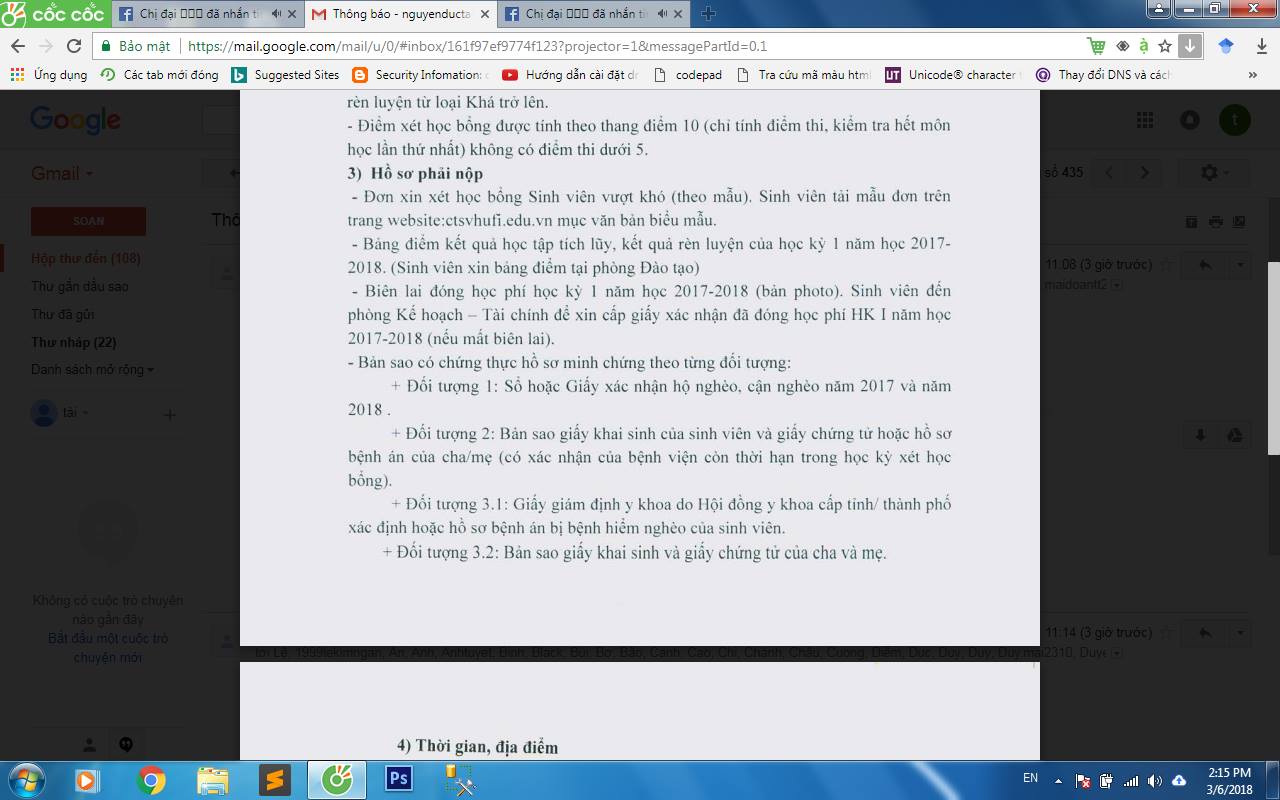 cốc cốc
Chị đại đã nhắn ti
Thông báo - nguyenducta
Chị đại đã nhắn ti
Bảo mật
https://mail.google.com/mail/u/0/#inbox/161f97ef9774f123?projector=1&messagePartId=0.1
Ứng dụng
Các tab mới đóng
Suggested Sites
Security Infomation:
Hướng dẫn cài đặt
codepad
Tra cứu mã màu html
UT
Unicode® character
Thay đổi DNS và các
»
Google
t
Gmail
số 435
SOẠN
Hộp thư đến (108)
Thư gắn dấu sao
Thư đã gửi
Thư nháp (22)
Danh sách mở rộng
tài
11:08 (3 giờ trước)
maidoantt2
rèn luyện từ loại Khá trở lên.
- Điểm xét học bổng được tính theo thang điểm 10 (chỉ tính điểm thi, kiểm tra hết môn
học lần thứ nhất) không có điểm thi dưới 5.
3) Hồ sơ phải nộp
- Đơn xin xét học bổng Sinh viên vượt khó (theo mẫu). Sinh viên tải mẫu đơn trên
trang website:ctsvhufi.edu.vn mục văn bản biểu mẫu.
- Bảng điểm kết quả học tập tích lũy, kết quả rèn luyện của học kỳ 1 năm học 2017-
2018. (Sinh viên xin bảng điểm tại phòng Đào tạo)
- Biên lai đóng học phí học kỳ 1 năm học 2017-2018 (bản photo). Sinh viên đến
phòng Kế hoạch – Tài chính để xin cấp giấy xác nhận đã đóng học phí HK I năm học
2017-2018 (nếu mất biên lai).
- Bản sao có chứng thực hồ sơ minh chứng theo từng đối tượng:
+ Đối tượng 1: Sổ hoặc Giấy xác nhận hộ nghèo, cận nghèo năm 2017 và năm
2018 .
+ Đối tượng 2: Bản sao giấy khai sinh của sinh viên và giấy chứng tử hoặc hồ sơ
bệnh án của cha/mẹ (có xác nhận của bệnh viện còn thời hạn trong học kỳ xét học
bổng).
+ Đối tượng 3.1: Giấy giám định y khoa do Hội đồng y khoa cấp tỉnh/ thành phố
xác định hoặc hồ sơ bệnh án bị bệnh hiểm nghèo của sinh viên.
+ Đối tượng 3.2: Bản sao giấy khai sinh và giấy chứng tử của cha và mẹ.
Không có cuộc trò chuyện
nào gần đây
Bắt đầu một cuộc trò
chuyện mới
11:14 (3 giờ trước)
tới Lệ, 1999lekimngan, An, Anh, Anhtuyet, Bình, Black, Bùi, Bơ, Bảo, Cảnh, Cao, Chi, Chánh, Châu, Cuong, Diễm, Duc, Duy, Duy, Duy.mai2310, Duye
4) Thời gian, địa điểm
Ps
EN
2:15 PM
3/6/2018